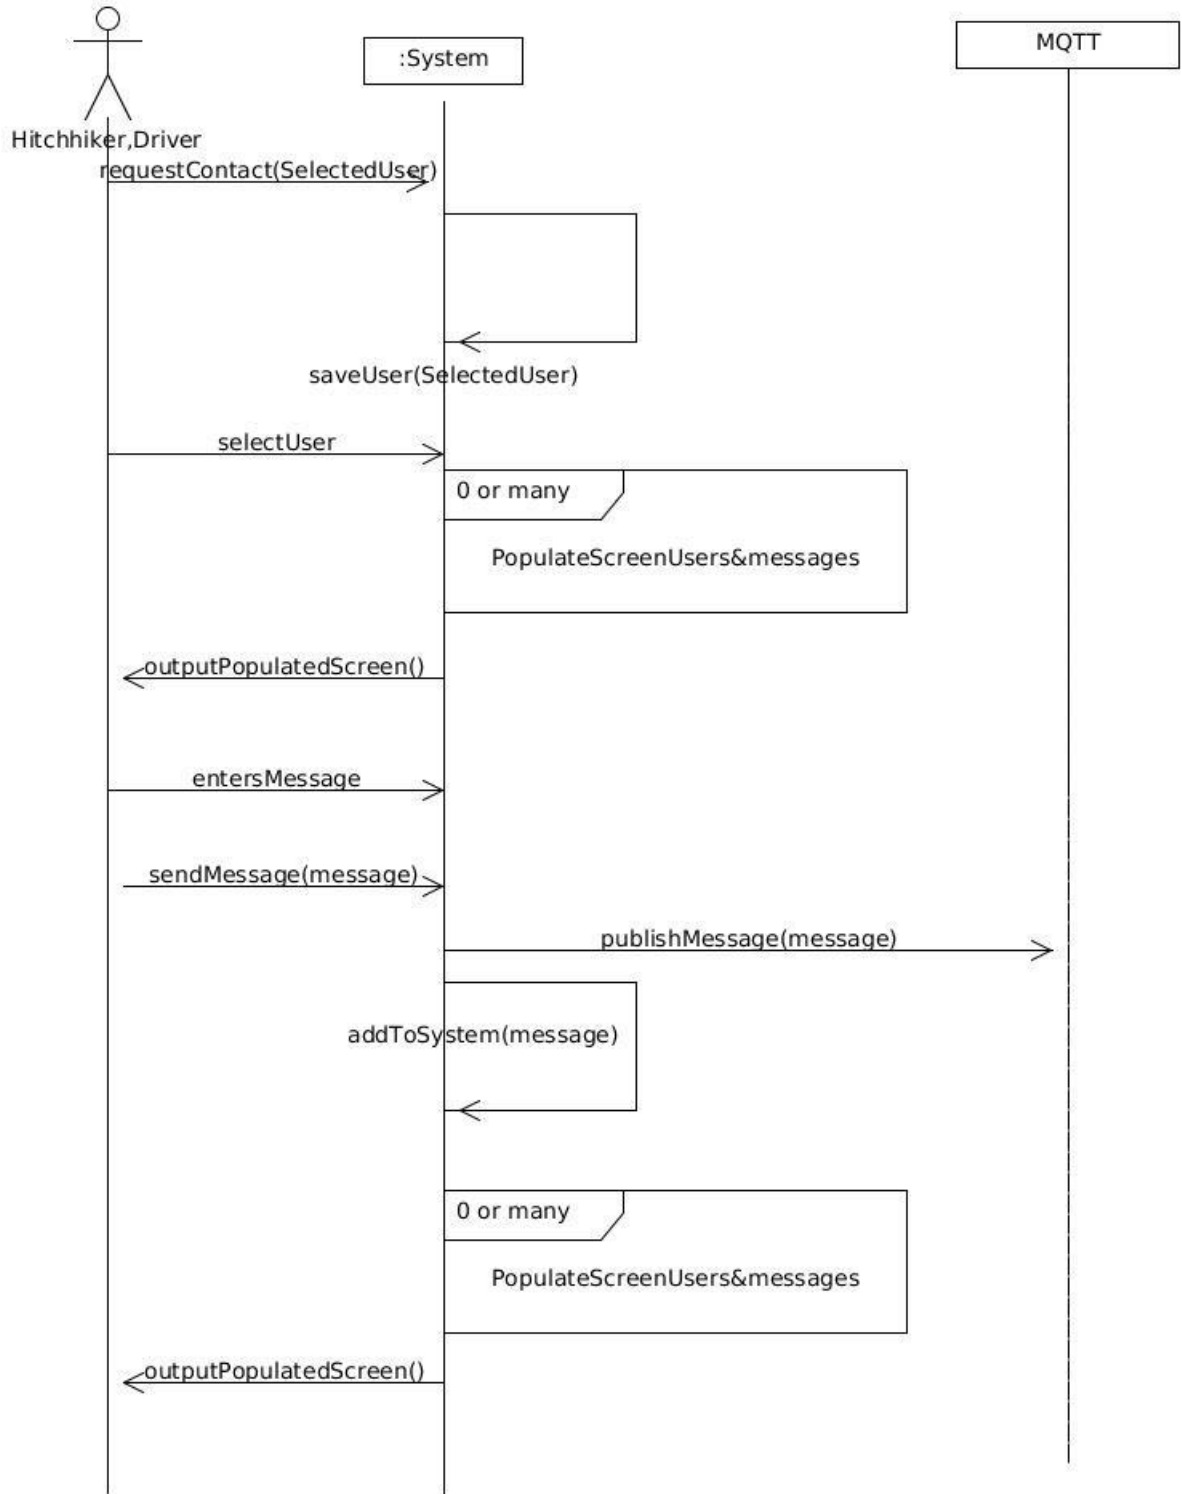 :System
MQTT
Hitchhiker,Driver
requestContact(SelectedUser)
saveUser(SelectedUser)
selectUser
0 or many
PopulateScreenUsers&messages
outputPopulatedScreen()
entersMessage
sendMessage(message)
publishMessage(message)
addToSystem(message)
0 or many
PopulateScreenUsers&messages
outputPopulatedScreen()